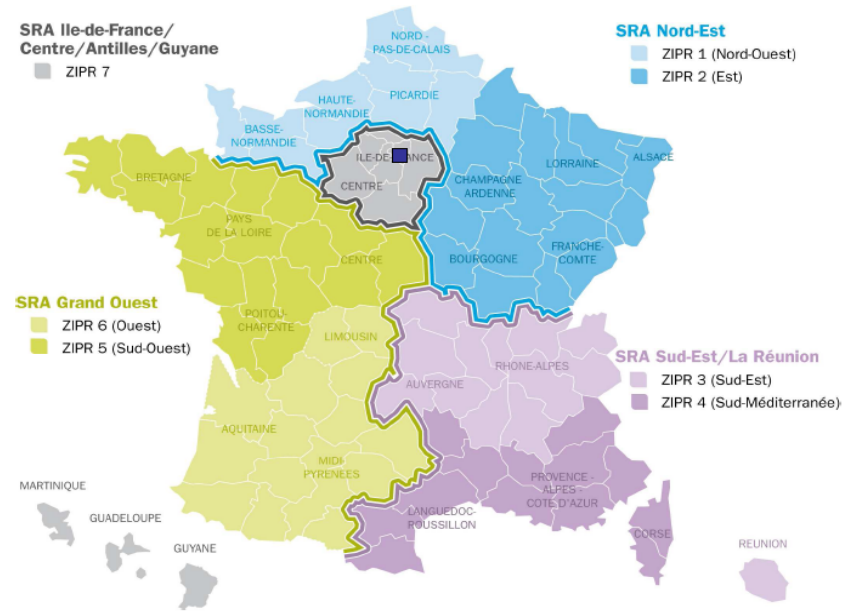 SRA Ile-de-France/
Centre/Antilles/Guyane
ZIPR 7
SRA Nord-Est
ZIPR 1 (Nord-Ouest)
ZIPR 2 (Est)
NORD -
PAS-DE-CALAIS
PICARDIE
HAUTE-
NORMANDIE
BASSE-
NORMANDIE
ILE-DE-FRANCE
CENTRE
LORRAINE
ALSACE
CHAMPAGNE
ARDENNE
BRETAGNE
PAYS
DE LA LOIRE
CENTRE
BOURGOGNE
FRANCHE-
COMTE
SRA Grand Ouest
ZIPR 6 (Ouest)
ZIPR 5 (Sud-Ouest)
POITOU-
CHARENTE
LIMOUSIN
AUVERGNE
RHONE-ALPES
SRA Sud-Est/La Réunion
ZIPR 3 (Sud-Est)
ZIPR 4 (Sud-Méditerranée)
AQUITAINE
MIDI-
PYRENEES
LANGUEDOC-
ROUSSILLON
PROVENCE -
ALPES -
COTE D'AZUR
CORSE
MARTINIQUE
GUADELOUPE
GUYANE
REUNION